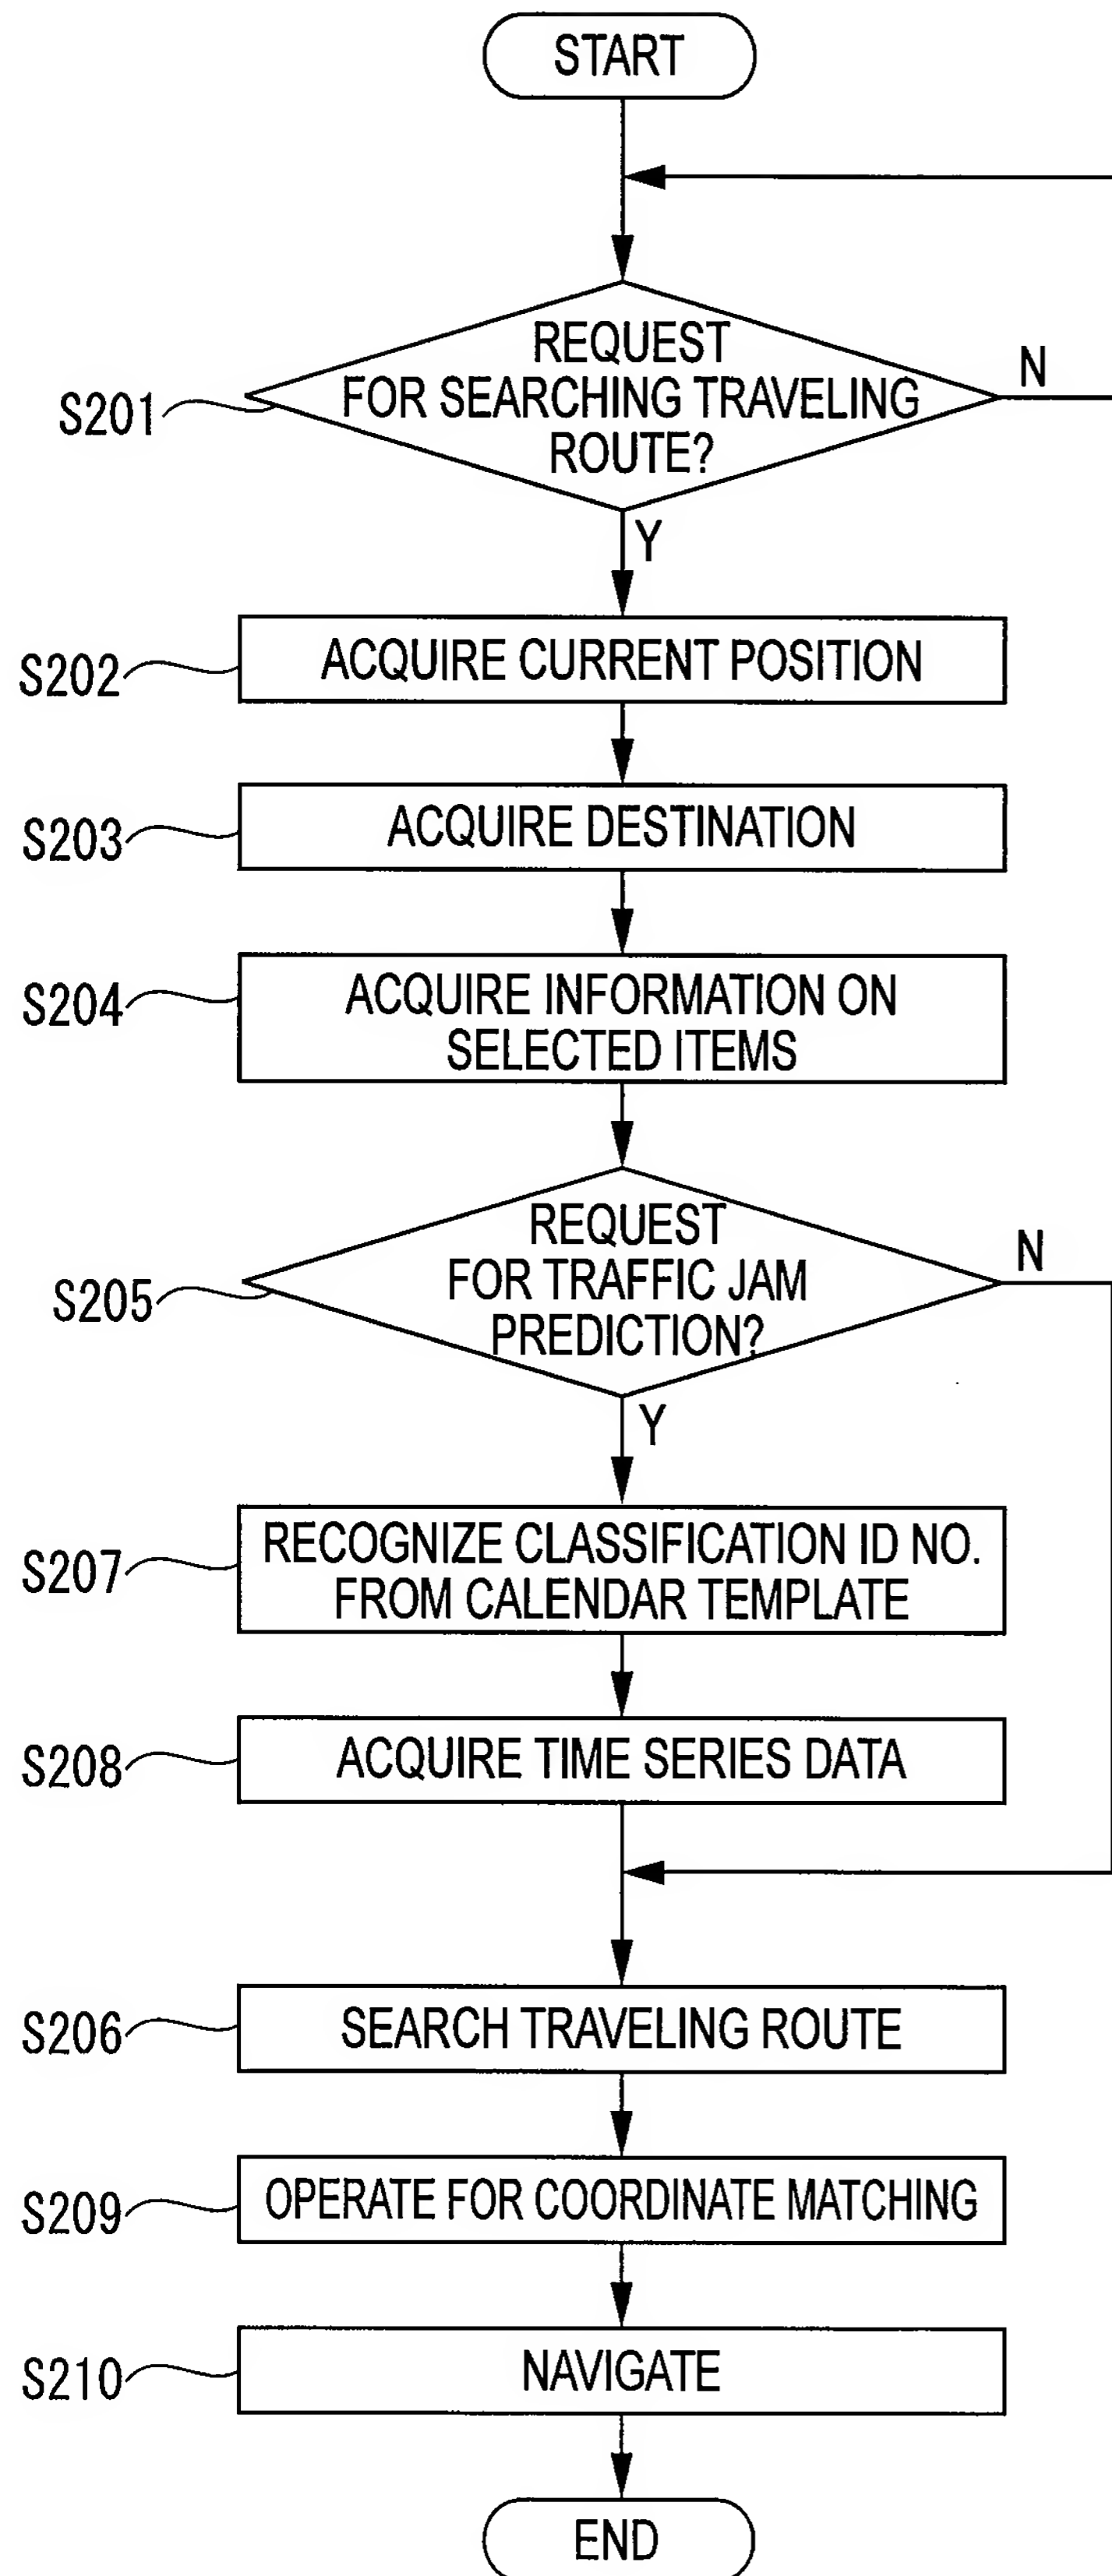 START
REQUEST
FOR SEARCHING TRAVELING
ROUTE?
N
S201
Y
S202
ACQUIRE CURRENT POSITION
S203
ACQUIRE DESTINATION
S204
ACQUIRE INFORMATION ON
SELECTED ITEMS
REQUEST
FOR TRAFFIC JAM
PREDICTION?
N
S205
Y
S207
RECOGNIZE CLASSIFICATION ID NO.
FROM CALENDAR TEMPLATE
S208
ACQUIRE TIME SERIES DATA
S206
SEARCH TRAVELING ROUTE
S209
OPERATE FOR COORDINATE MATCHING
S210
NAVIGATE
END